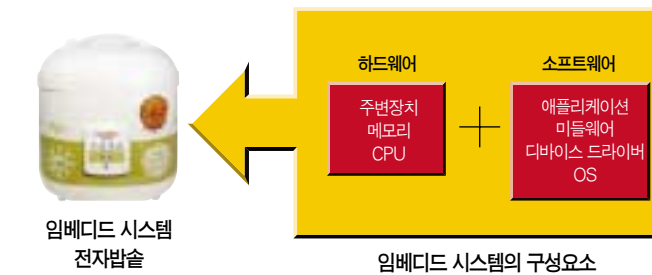 하드웨어
주변장치
메모리
CPU
+
소프트웨어
애플리케이션
미들웨어
디바이스 드라이버
OS
임베디드 시스템
전자밥솥
임베디드 시스템의 구성요소